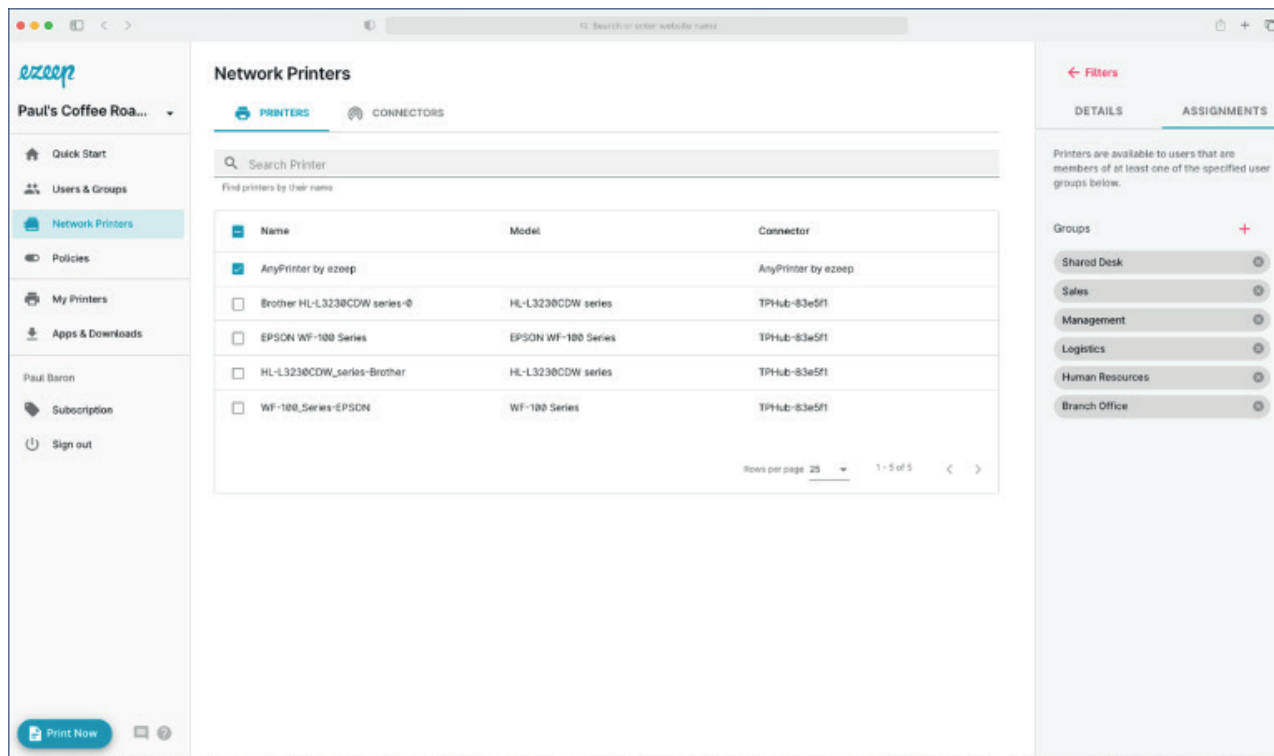 Search or enter website name
ezeep
Paul's Coffee Roa...
Quick Start
Users & Groups
Network Printers
Policies
My Printers
Apps & Downloads
Paul Baron
Subscription
Sign out
Print Now
Network Printers
PRINTERS CONNECTORS
Search Printer
Find printers by their name
Name Model Connector
AnyPrinter by ezeep AnyPrinter by ezeep
Brother HL-L3230CDW series-0 HL-L3230CDW series TPHub-83e5f1
EPSON WF-100 Series EPSON WF-100 Series TPHub-83e5f1
HL-L3230CDW_series-Brother HL-L3230CDW series TPHub-83e5f1
WF-100_Series-EPSON WF-100 Series TPHub-83e5f1
Rows per page 25 1 - 5 of 5
Filters
DETAILS ASSIGNMENTS
Printers are available to users that are
members of at least one of the specified user
groups below.
Groups
Shared Desk
Sales
Management
Logistics
Human Resources
Branch Office